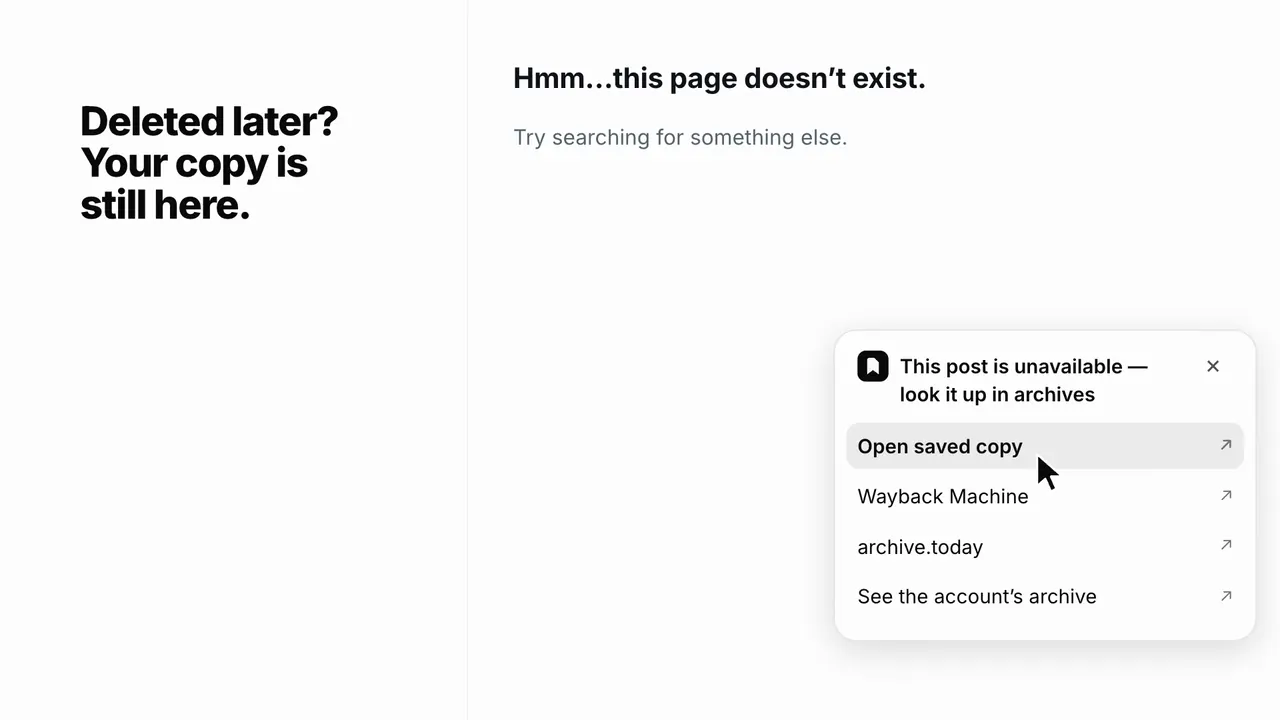 Deleted later?
Your copy is
still here.
Hmm...this page doesn’t exist.
Try searching for something else.
This post is unavailable —
look it up in archives
Open saved copy
Wayback Machine
archive.today
See the account’s archive